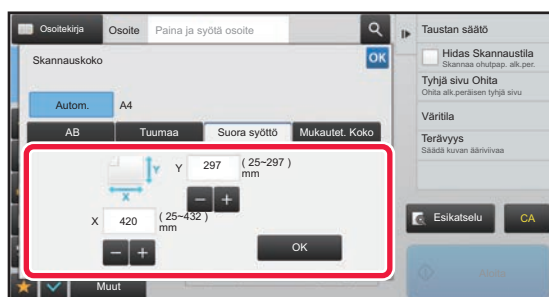 Osoitekirja
Osoite
Paina ja syötä osoite
Skannauskoko
OK
Autom.
A4
AB
Tuumaa
Suora syöttö
Mukautet. Koko
Y
Y 297 ( 25~297 )
mm
X
X 420 ( 25~432 )
mm
OK
Muut
Taustan säätö
Hidas Skannaustila
Skannaa ohutpap. alk.per.
Tyhjä sivu Ohita
Ohita alk.peräisen tyhjä sivu
Väritila
Terävyys
Säädä kuvan ääriviivaa
Esikatselu
CA
Aloita